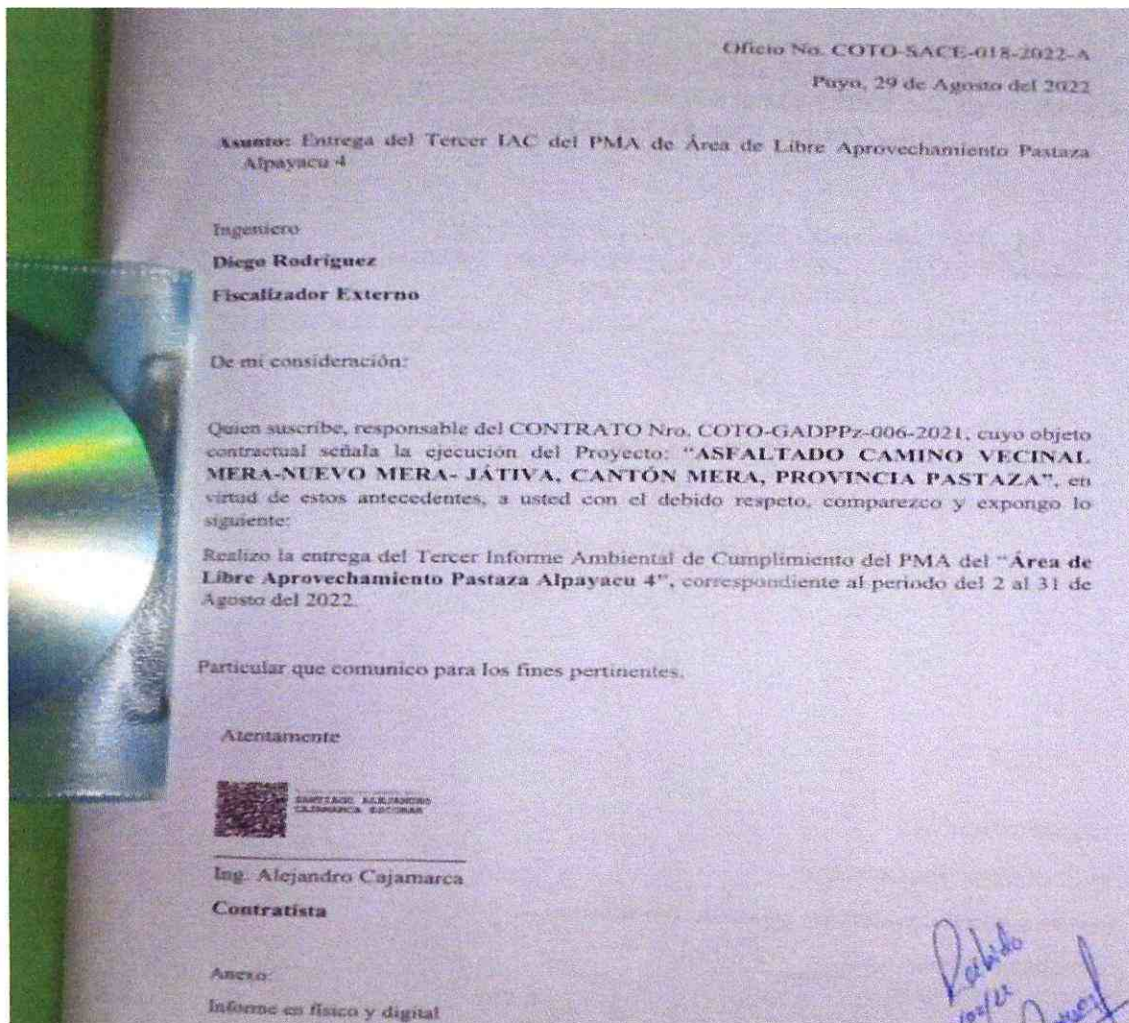 Oficio No. COTO-SACE-018-2022-A
Puyo, 29 de Agosto del 2022
Asunto: Entrega del Tercer IAC del PMA de Área de Libre Aprovechamiento Pastaza
Alpayacu 4
Ingeniero
Diego Rodríguez
Fiscalizador Externo
De mi consideración:
Quien suscribe, responsable del CONTRATO Nro. COTO-GADPPz-006-2021, cuyo objeto
contractual señala la ejecución del Proyecto: “ASFALTADO CAMINO VECINAL
MERA-NUEVO MERA- JÁTIVA, CANTÓN MERA, PROVINCIA PASTAZA”, en
virtud de estos antecedentes, a usted con el debido respeto, comparezco y expongo lo
siguiente:
Realizo la entrega del Tercer Informe Ambiental de Cumplimiento del PMA del “Área de
Libre Aprovechamiento Pastaza Alpayacu 4”, correspondiente al periodo del 2 al 31 de
Agosto del 2022.
Particular que comunico para los fines pertinentes.
Atentamente
SANTIAGO ALEJANDRO
CAJAMARCA ESCOBAR
Ing. Alejandro Cajamarca
Contratista
Anexo:
Informe en físico y digital
Recibido